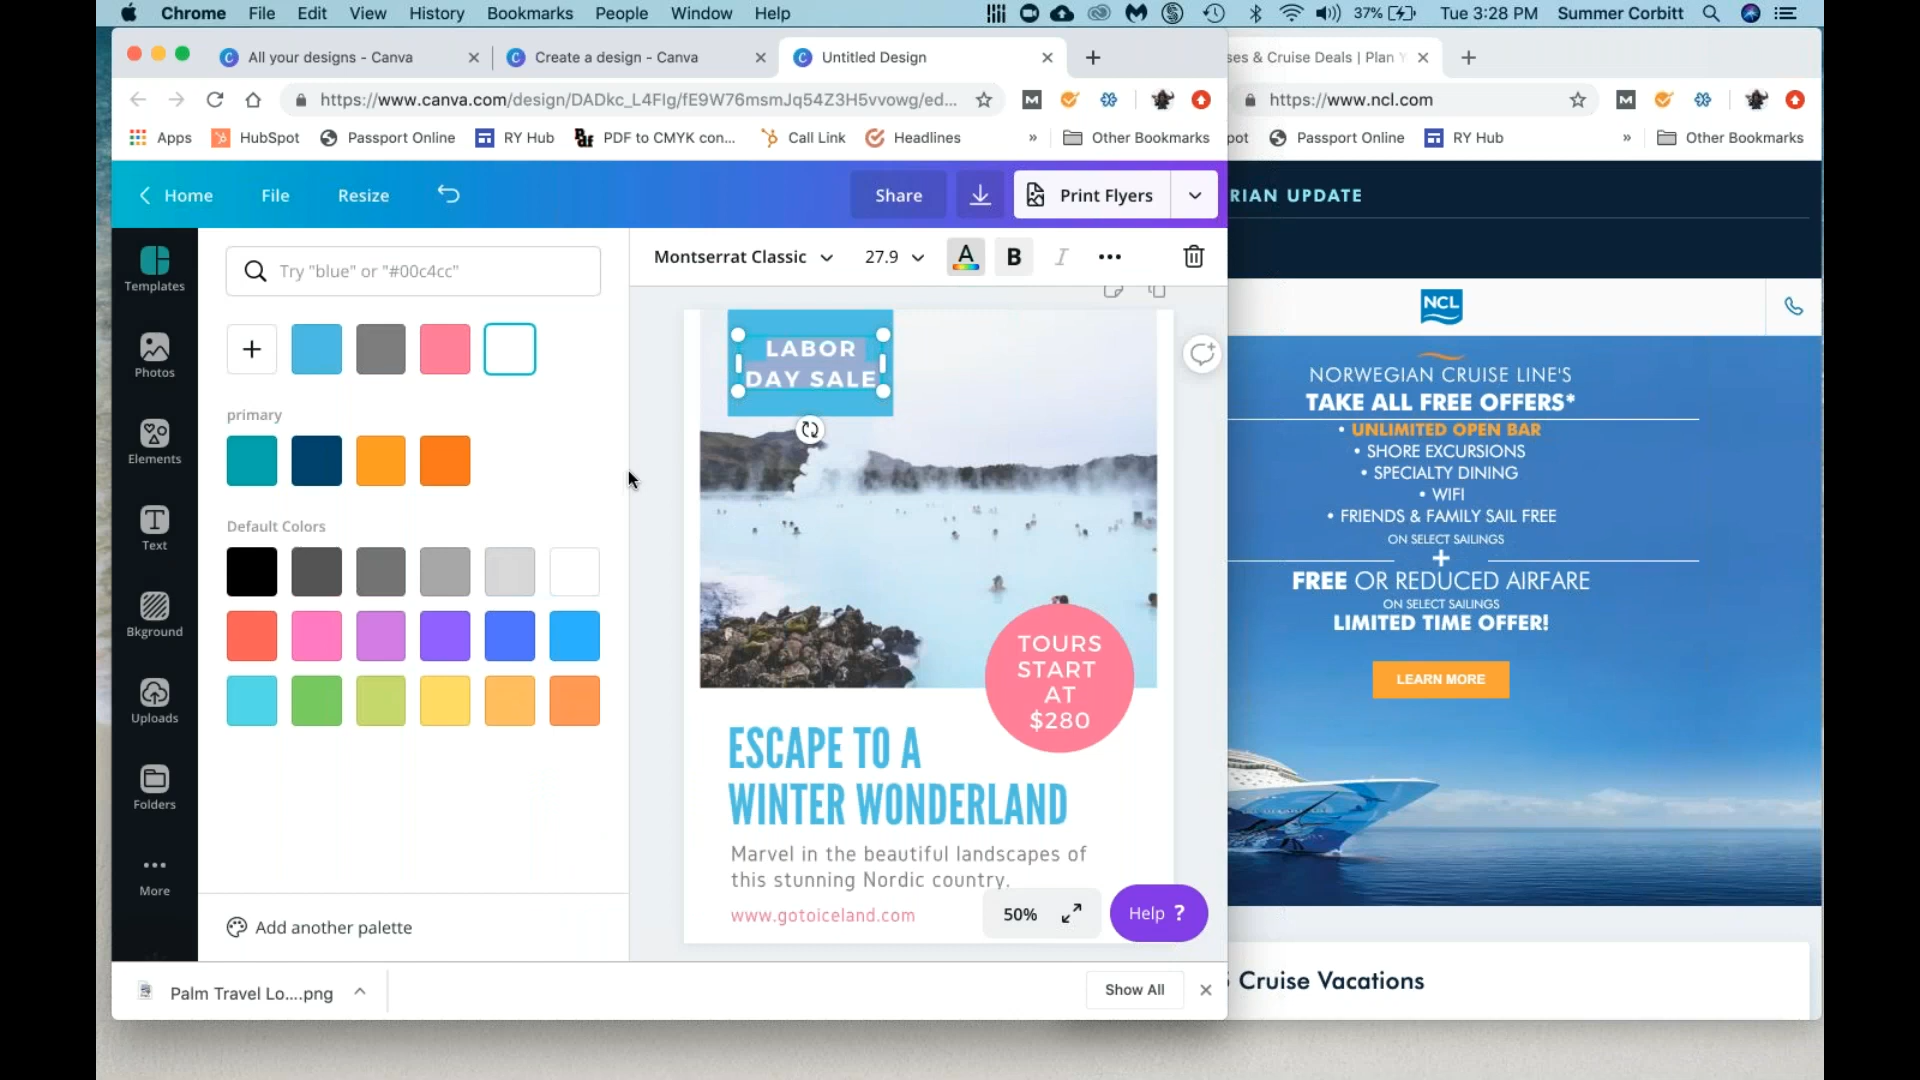 Chrome File Edit View History Bookmarks People Window Help 37% Tue 3:28 PM Summer Corbitt
All your designs - Canva
Create a design - Canva
Untitled Design
ses & Cruise Deals | Plan
https://www.canva.com/design/DADkc_L4FIg/fE9W76msmJq54Z3H5vvowg/ed...
https://www.ncl.com
Apps HubSpot Passport Online RY Hub PDF to CMYK con... Call Link Headlines » Other Bookmarks
pot Passport Online RY Hub » Other Bookmarks
Home File Resize Share Print Flyers
RIAN UPDATE
Try "blue" or "#00c4cc"
Montserrat Classic 27.9 A B I
Templates
Photos
Elements
Text
Bkground
Uploads
Folders
More
primary
Default Colors
Add another palette
LABOR
DAY SALE
TOURS
START
AT
$280
ESCAPE TO A
WINTER WONDERLAND
Marvel in the beautiful landscapes of
this stunning Nordic country.
www.gotoiceland.com
50%
Help ?
NCL
NORWEGIAN CRUISE LINE'S
TAKE ALL FREE OFFERS*
• UNLIMITED OPEN BAR
• SHORE EXCURSIONS
• SPECIALTY DINING
• WIFI
• FRIENDS & FAMILY SAIL FREE
ON SELECT SAILINGS
+
FREE OR REDUCED AIRFARE
ON SELECT SAILINGS
LIMITED TIME OFFER!
LEARN MORE
Cruise Vacations
Palm Travel Lo....png
Show All